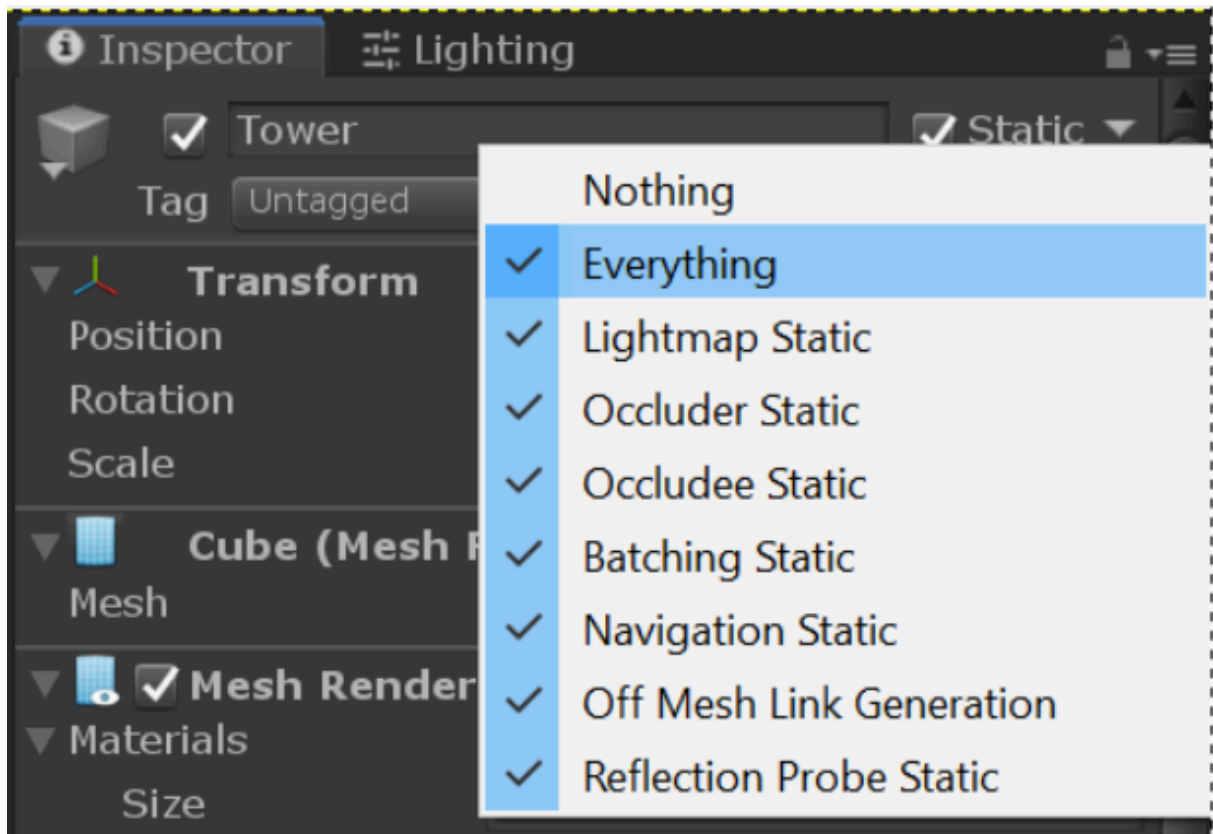 Inspector Lighting
Tower Static
Tag Untagged
Nothing
Everything
Lightmap Static
Occluder Static
Occludee Static
Batching Static
Navigation Static
Off Mesh Link Generation
Reflection Probe Static
Transform
Position
Rotation
Scale
Cube (Mesh
Mesh
Mesh Render
Materials
Size